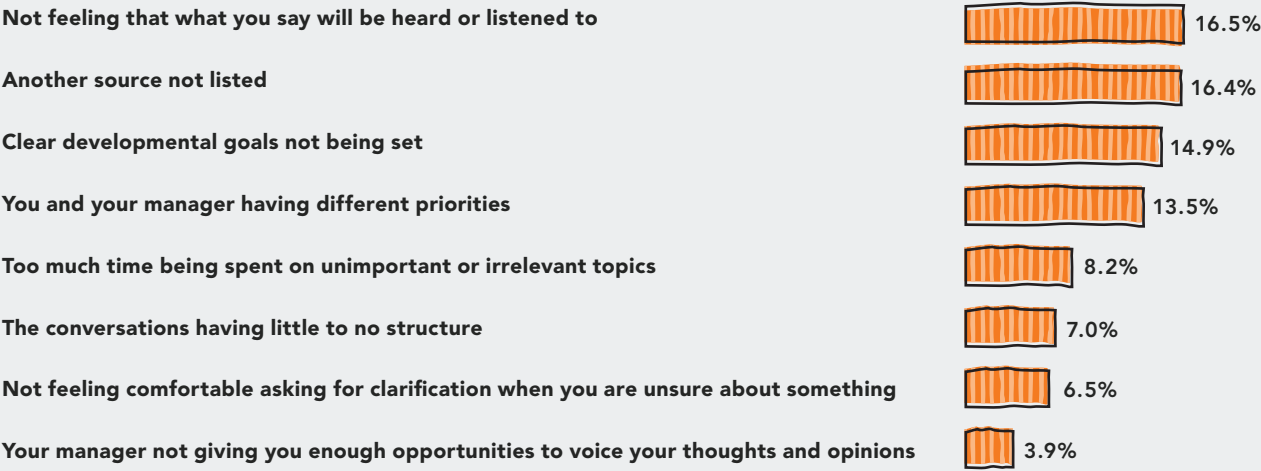 Not feeling that what you say will be heard or listened to 16.5%
Another source not listed 16.4%
Clear developmental goals not being set 14.9%
You and your manager having different priorities 13.5%
Too much time being spent on unimportant or irrelevant topics 8.2%
The conversations having little to no structure 7.0%
Not feeling comfortable asking for clarification when you are unsure about something 6.5%
Your manager not giving you enough opportunities to voice your thoughts and opinions 3.9%